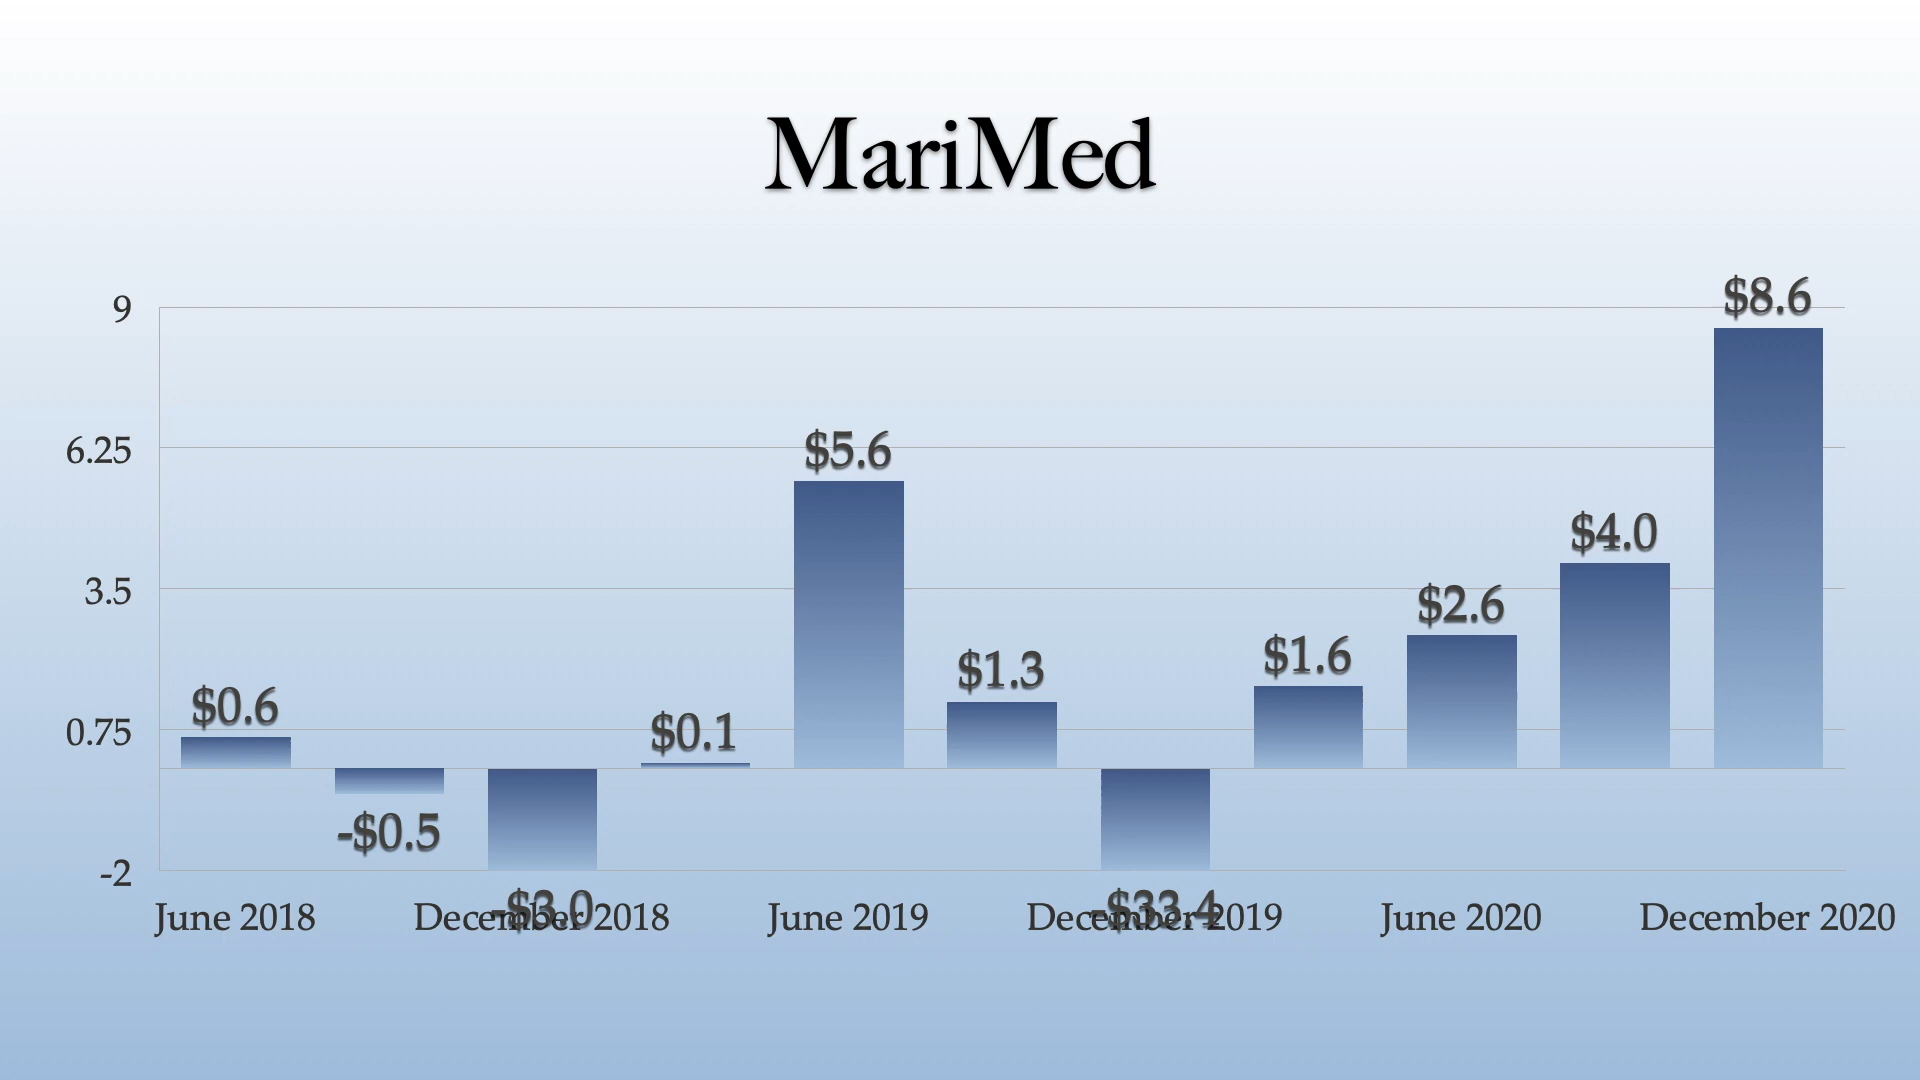 MariMed
9
6.25
3.5
0.75
-2
$0.6
-$0.5
-$3.0
$0.1
$5.6
$1.3
-$33.4
$1.6
$2.6
$4.0
$8.6
June 2018
December 2018
June 2019
December 2019
June 2020
December 2020